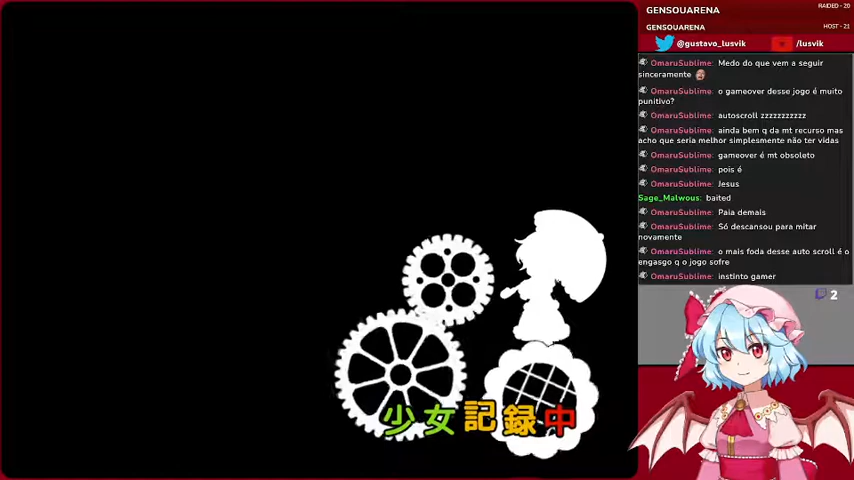 GENSOUARENA
RAIDED - 20
GENSOUARENA
HOST - 21
@gustavo_lusvik
/lusvik
OmaruSublime: Medo do que vem a seguir
sinceramente
OmaruSublime: o gameover desse jogo é muito
punitivo?
OmaruSublime: autoscroll zzzzzzzzzzz
OmaruSublime: ainda bem q da mt recurso mas
acho que seria melhor simplesmente não ter vidas
OmaruSublime: gameover é mt obsoleto
OmaruSublime: pois é
OmaruSublime: Jesus
Sage_Malwous: baited
OmaruSublime: Paia demais
OmaruSublime: Só descansou para mitar
novamente
OmaruSublime: o mais foda desse auto scroll é o
engasgo q o jogo sofre
OmaruSublime: instinto gamer
2
少女記録中